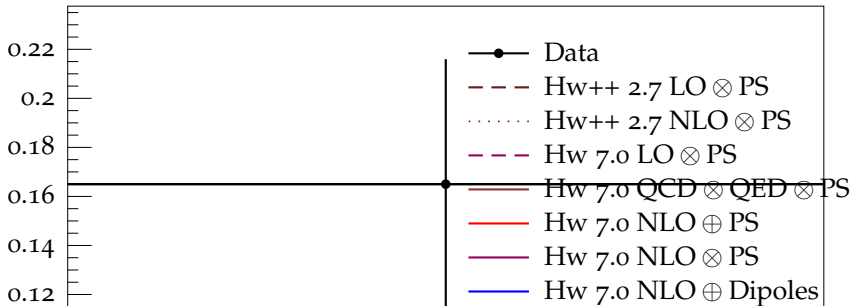 0.22
0.2
0.18
0.16
0.14
0.12
Data
Hw++ 2.7 LO ⊗ PS
Hw++ 2.7 NLO ⊗ PS
Hw 7.0 LO ⊗ PS
Hw 7.0 QCD ⊗ QED ⊗ PS
Hw 7.0 NLO ⊕ PS
Hw 7.0 NLO ⊗ PS
Hw 7.0 NLO ⊕ Dipoles